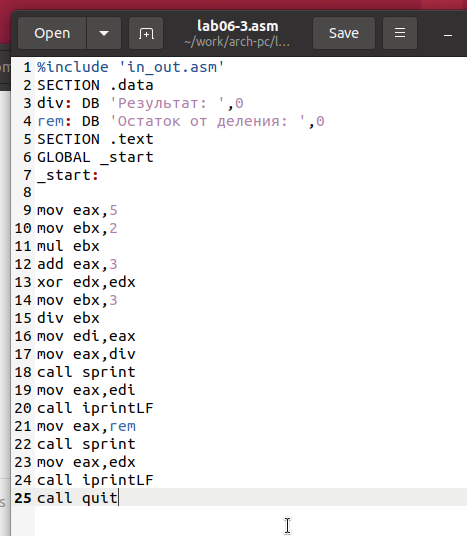 Open
lab06-3.asm
~/work/arch-pc/l...
Save
1 %include 'in_out.asm'
2 SECTION .data
3 div: DB 'Результат: ',0
4 rem: DB 'Остаток от деления: ',0
5 SECTION .text
6 GLOBAL _start
7 _start:
8
9 mov eax,5
10 mov ebx,2
11 mul ebx
12 add eax,3
13 xor edx,edx
14 mov ebx,3
15 div ebx
16 mov edi,eax
17 mov eax,div
18 call sprint
19 mov eax,edi
20 call iprintLF
21 mov eax,rem
22 call sprint
23 mov eax,edx
24 call iprintLF
25 call quit